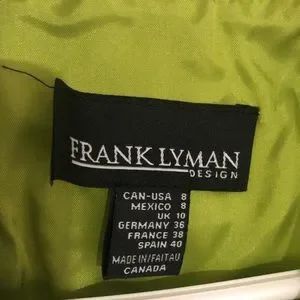 FRANK LYMAN
DESIGN
CAN-USA 8
MEXICO 8
UK 10
GERMANY 36
FRANCE 38
SPAIN 40
MADE IN/FAIT AU
CANADA